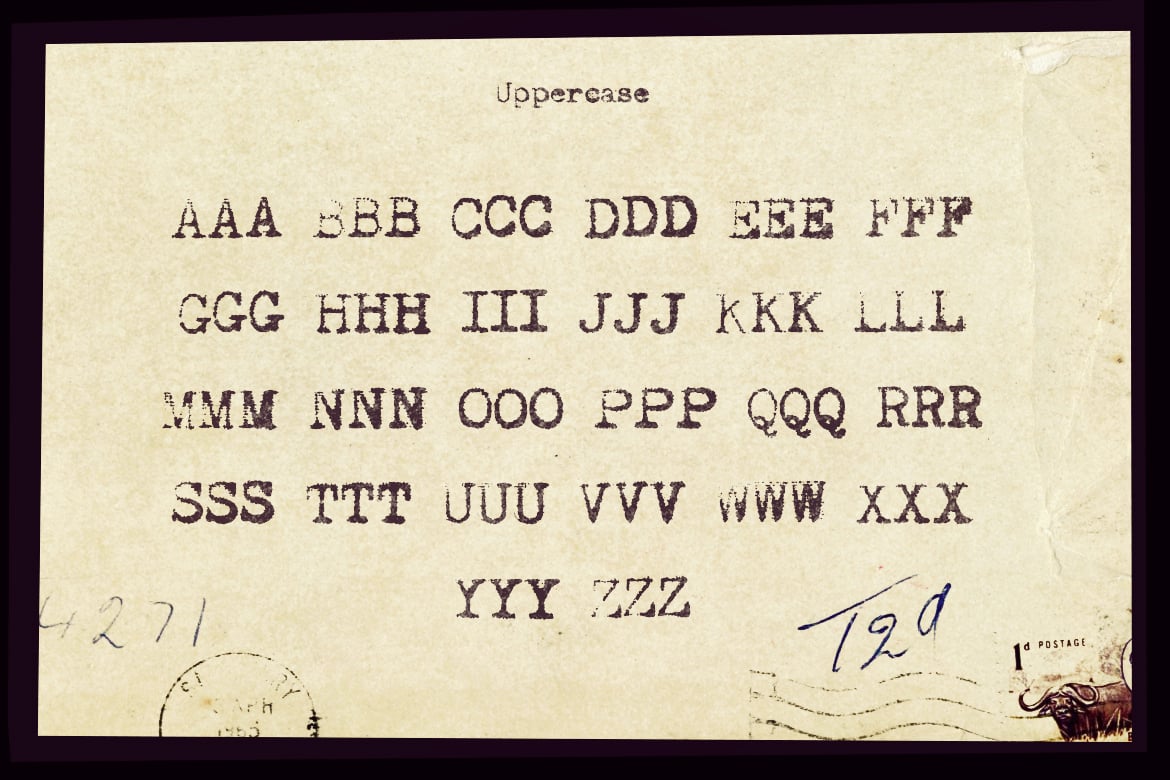 Uppercase
AAA BBB CCC DDD EEE FFF
GGG HHH III JJJ KKK LLL
MMM NNN OOO PPP QQQ RRR
SSS TTT UUU VVV WWW XXX
YYY ZZZ
4271
T2d
1d POSTAGE